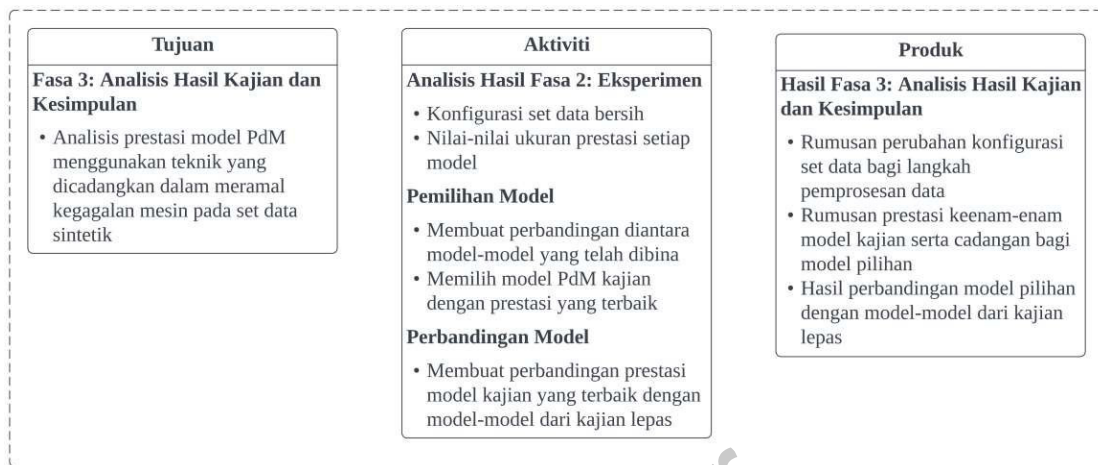 Tujuan
Fasa 3: Analisis Hasil Kajian dan
Kesimpulan
• Analisis prestasi model PdM
menggunakan teknik yang
dicadangkan dalam meramal
kegagalan mesin pada set data
sintetik
Aktiviti
Analisis Hasil Fasa 2: Eksperimen
• Konfigurasi set data bersih
• Nilai-nilai ukuran prestasi setiap
model
Pemilihan Model
• Membuat perbandingan diantara
model-model yang telah dibina
• Memilih model PdM kajian
dengan prestasi yang terbaik
Perbandingan Model
• Membuat perbandingan prestasi
model kajian yang terbaik dengan
model-model dari kajian lepas
Produk
Hasil Fasa 3: Analisis Hasil Kajian
dan Kesimpulan
• Rumusan perubahan konfigurasi
set data bagi langkah
pemprosesan data
• Rumusan prestasi keenam-enam
model kajian serta cadangan bagi
model pilihan
• Hasil perbandingan model pilihan
dengan model-model dari kajian
lepas